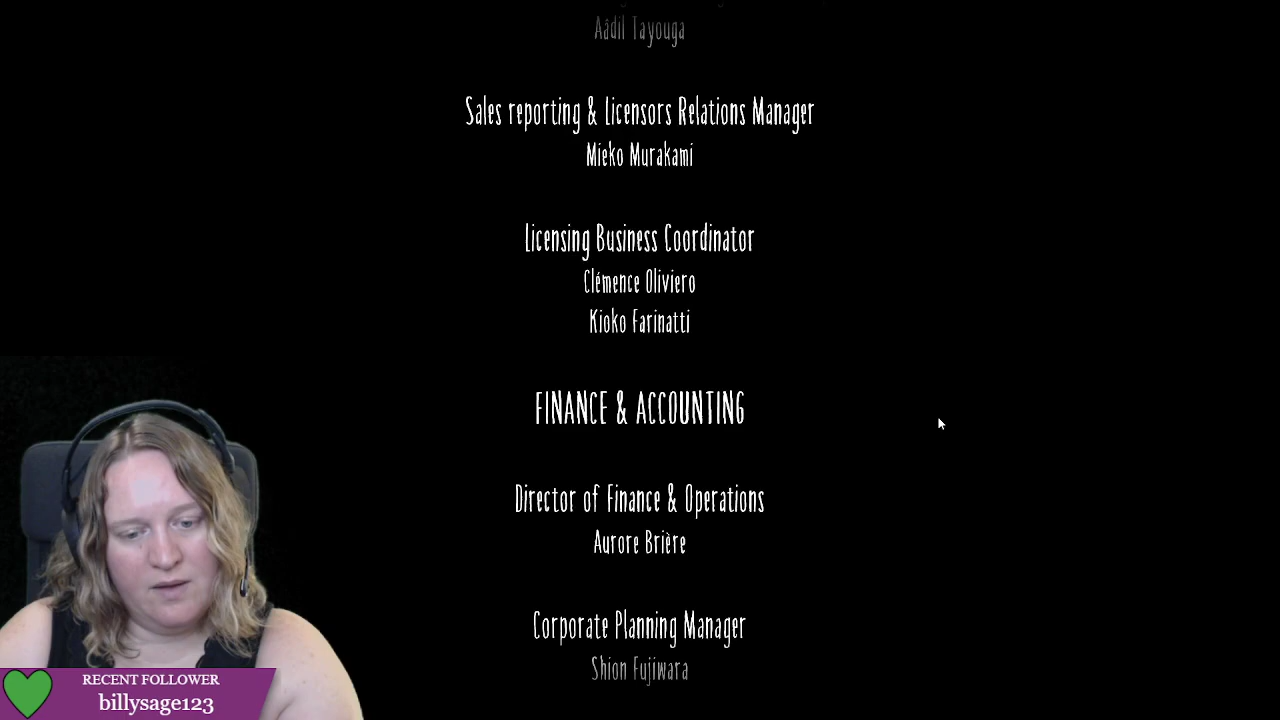 Aâdil Tayouga
Sales reporting & Licensors Relations Manager
Mieko Murakami
Licensing Business Coordinator
Clémence Oliviero
Kioko Farinatti
FINANCE & ACCOUNTING
Director of Finance & Operations
Aurore Brière
Corporate Planning Manager
Shion Fujiwara
RECENT FOLLOWER
billysage123